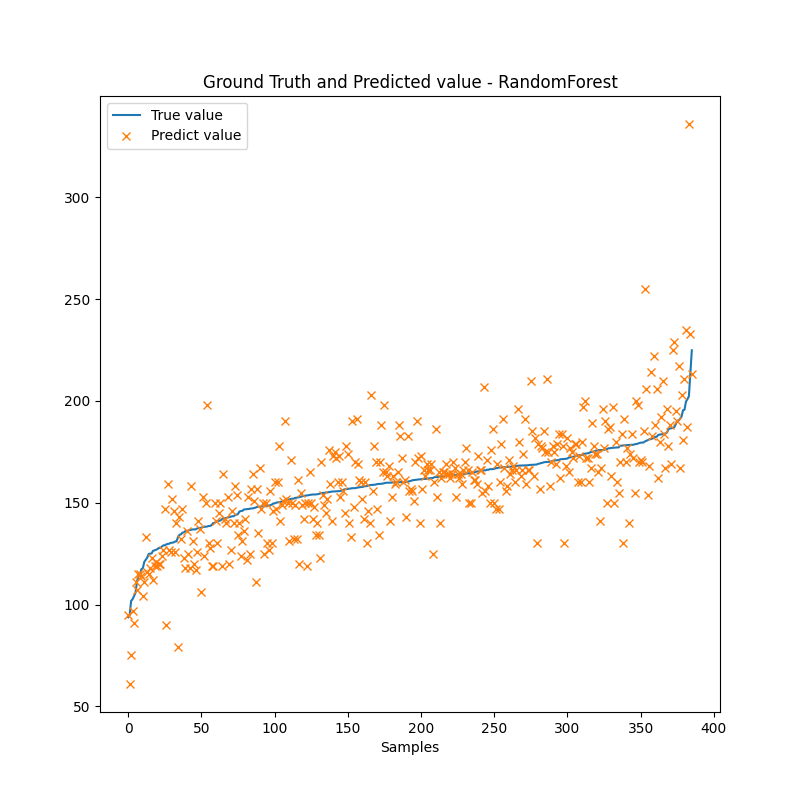 Ground Truth and Predicted value - RandomForest
True value
Predict value
300
250
200
150
100
50
0 50 100 150 200 250 300 350 400
Samples